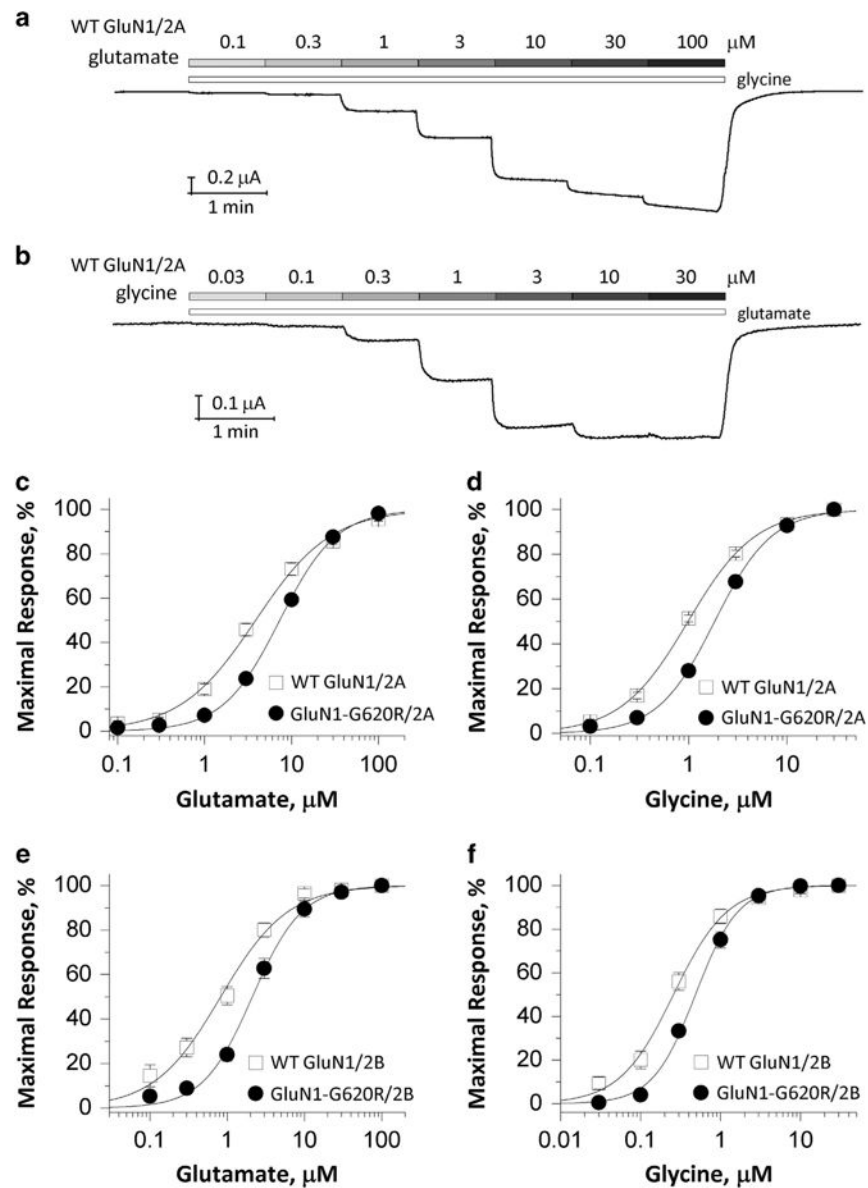 a
WT GluN1/2A
0.1 0.3 1 3 10 30 100 μM
glutamate
glycine
0.2 μA
1 min
b
WT GluN1/2A
0.03 0.1 0.3 1 3 10 30 μM
glycine
glutamate
0.1 μA
1 min
c
Maximal Response, %
100
80
60
40
20
0
WT GluN1/2A
GluN1-G620R/2A
0.1 1 10 100
Glutamate, μM
d
Maximal Response, %
100
80
60
40
20
0
WT GluN1/2A
GluN1-G620R/2A
0.1 1 10
Glycine, μM
e
Maximal Response, %
100
80
60
40
20
0
WT GluN1/2B
GluN1-G620R/2B
0.1 1 10 100
Glutamate, μM
f
Maximal Response, %
100
80
60
40
20
0
WT GluN1/2B
GluN1-G620R/2B
0.01 0.1 1 10
Glycine, μM